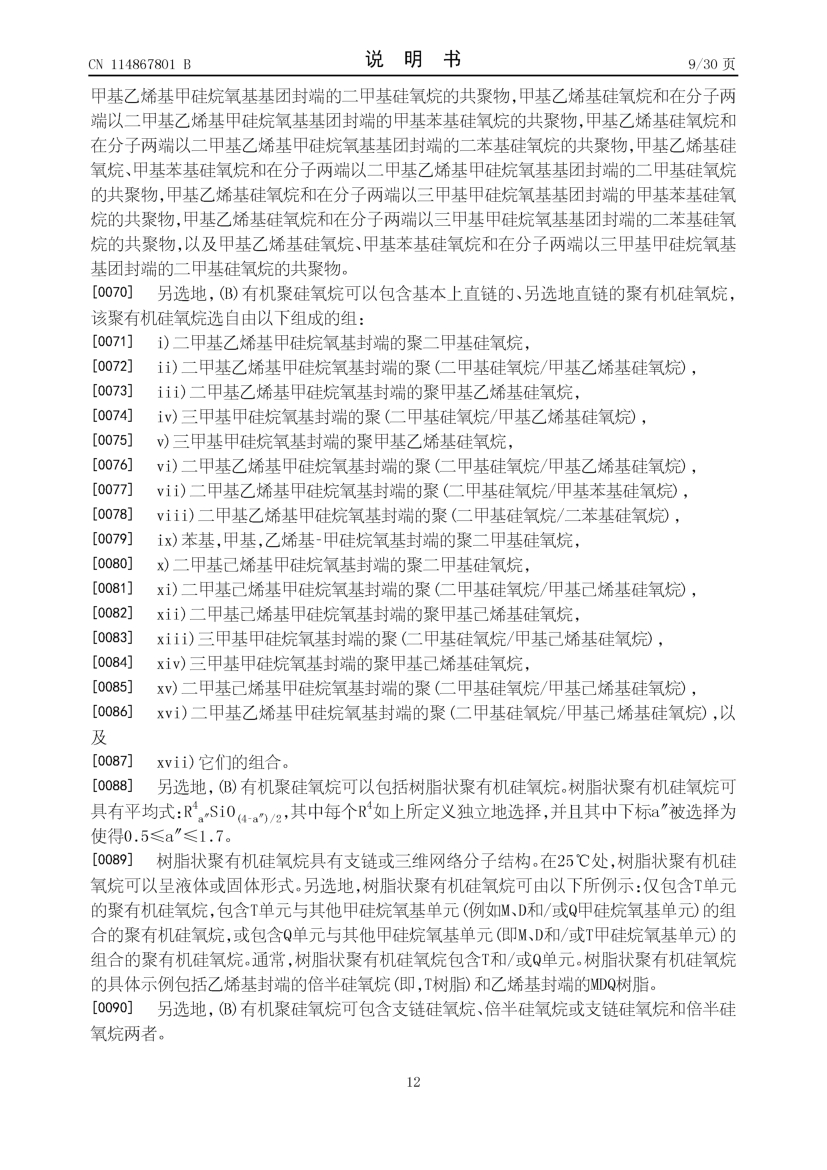 CN 114867801 B
说 明 书
9/30 页
甲基乙烯基甲硅烷氧基基团封端的二甲基硅氧烷的共聚物,甲基乙烯基硅氧烷和在分子两
端以二甲基乙烯基甲硅烷氧基基团封端的甲基苯基硅氧烷的共聚物,甲基乙烯基硅氧烷和
在分子两端以二甲基乙烯基甲硅烷氧基基团封端的二苯基硅氧烷的共聚物,甲基乙烯基硅
氧烷、甲基苯基硅氧烷和在分子两端以二甲基乙烯基甲硅烷氧基基团封端的二甲基硅氧烷
的共聚物,甲基乙烯基硅氧烷和在分子两端以三甲基甲硅烷氧基基团封端的甲基苯基硅氧
烷的共聚物,甲基乙烯基硅氧烷和在分子两端以三甲基甲硅烷氧基基团封端的二苯基硅氧
烷的共聚物,以及甲基乙烯基硅氧烷、甲基苯基硅氧烷和在分子两端以三甲基甲硅烷氧基
基团封端的二甲基硅氧烷的共聚物。
[0070] 另选地,(B)有机聚硅氧烷可以包含基本上直链的、另选地直链的聚有机硅氧烷,
该聚有机硅氧烷选自由以下组成的组:
[0071] i)二甲基乙烯基甲硅烷氧基封端的聚二甲基硅氧烷,
[0072] ii)二甲基乙烯基甲硅烷氧基封端的聚(二甲基硅氧烷/甲基乙烯基硅氧烷),
[0073] iii)二甲基乙烯基甲硅烷氧基封端的聚甲基乙烯基硅氧烷,
[0074] iv)三甲基甲硅烷氧基封端的聚(二甲基硅氧烷/甲基乙烯基硅氧烷),
[0075] v)三甲基甲硅烷氧基封端的聚甲基乙烯基硅氧烷,
[0076] vi)二甲基乙烯基甲硅烷氧基封端的聚(二甲基硅氧烷/甲基乙烯基硅氧烷),
[0077] vii)二甲基乙烯基甲硅烷氧基封端的聚(二甲基硅氧烷/甲基苯基硅氧烷),
[0078] viii)二甲基乙烯基甲硅烷氧基封端的聚(二甲基硅氧烷/二苯基硅氧烷),
[0079] ix)苯基,甲基,乙烯基-甲硅烷氧基封端的聚二甲基硅氧烷,
[0080] x)二甲基己烯基甲硅烷氧基封端的聚二甲基硅氧烷,
[0081] xi)二甲基己烯基甲硅烷氧基封端的聚(二甲基硅氧烷/甲基己烯基硅氧烷),
[0082] xii)二甲基己烯基甲硅烷氧基封端的聚甲基己烯基硅氧烷,
[0083] xiii)三甲基甲硅烷氧基封端的聚(二甲基硅氧烷/甲基己烯基硅氧烷),
[0084] xiv)三甲基甲硅烷氧基封端的聚甲基己烯基硅氧烷,
[0085] xv)二甲基己烯基甲硅烷氧基封端的聚(二甲基硅氧烷/甲基己烯基硅氧烷),
[0086] xvi)二甲基乙烯基甲硅烷氧基封端的聚(二甲基硅氧烷/甲基己烯基硅氧烷),以
及
[0087] xvii)它们的组合。
[0088] 另选地,(B)有机聚硅氧烷可以包括树脂状聚有机硅氧烷。树脂状聚有机硅氧烷可
具有平均式:R⁴ₐ″SiO₍₄₋ₐ″₎/₂,其中每个R⁴如上所定义独立地选择,并且其中下标a″被选择为
使得0.5≤a″≤1.7。
[0089] 树脂状聚有机硅氧烷具有支链或三维网络分子结构。在25℃处,树脂状聚有机硅
氧烷可以呈液体或固体形式。另选地,树脂状聚有机硅氧烷可由以下所例示:仅包含T单元
的聚有机硅氧烷,包含T单元与其他甲硅烷氧基单元(例如M、D和/或Q甲硅烷氧基单元)的组
合的聚有机硅氧烷,或包含Q单元与其他甲硅烷氧基单元(即M、D和/或T甲硅烷氧基单元)的
组合的聚有机硅氧烷。通常,树脂状聚有机硅氧烷包含T和/或Q单元。树脂状聚有机硅氧烷
的具体示例包括乙烯基封端的倍半硅氧烷(即,T树脂)和乙烯基封端的MDQ树脂。
[0090] 另选地,(B)有机聚硅氧烷可包含支链硅氧烷、倍半硅氧烷或支链硅氧烷和倍半硅
氧烷两者。
12